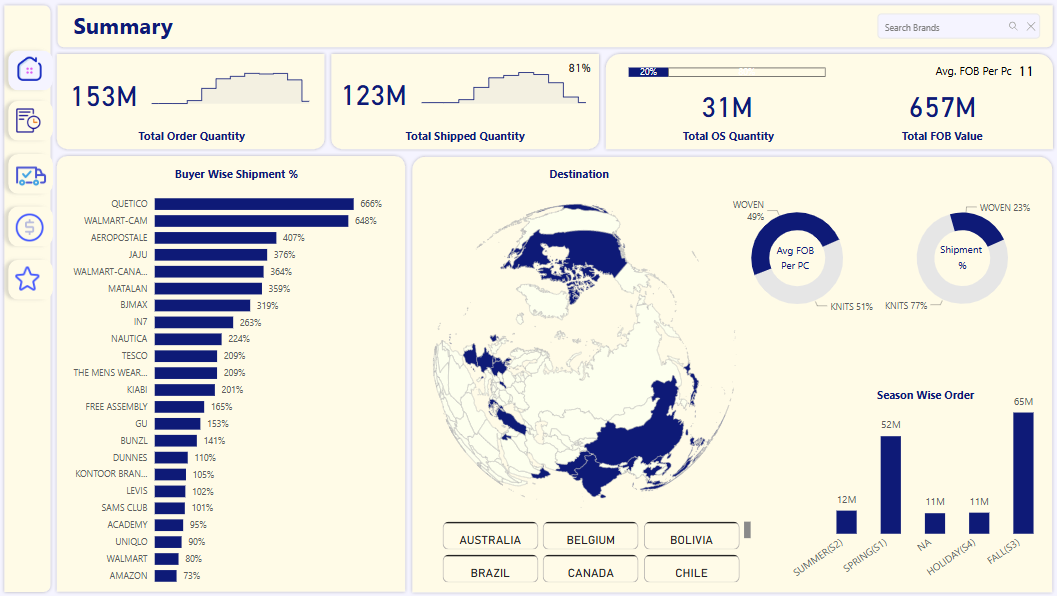 Summary
Search Brands
153M
Total Order Quantity
81%
123M
Total Shipped Quantity
20%
Avg. FOB Per Pc 11
31M
Total OS Quantity
657M
Total FOB Value
Buyer Wise Shipment %
QUETICO 666%
WALMART-CAM 648%
AEROPOSTALE 407%
JAJU 376%
WALMART-CANA... 364%
MATALAN 359%
BJMAX 319%
IN7 263%
NAUTICA 224%
TESCO 209%
THE MENS WEAR... 209%
KIABI 201%
FREE ASSEMBLY 165%
GU 153%
BUNZL 141%
DUNNES 110%
KONTOOR BRAN... 105%
LEVIS 102%
SAMS CLUB 101%
ACADEMY 95%
UNIQLO 90%
WALMART 80%
AMAZON 73%
Destination
AUSTRALIA
BELGIUM
BOLIVIA
BRAZIL
CANADA
CHILE
WOVEN
49%
Avg FOB
Per PC
KNITS 51%
WOVEN 23%
Shipment
%
KNITS 77%
Season Wise Order
12M
52M
11M
11M
65M
SUMMER(S2)
SPRING(S1)
NA
HOLIDAY(S4)
FALL(S3)